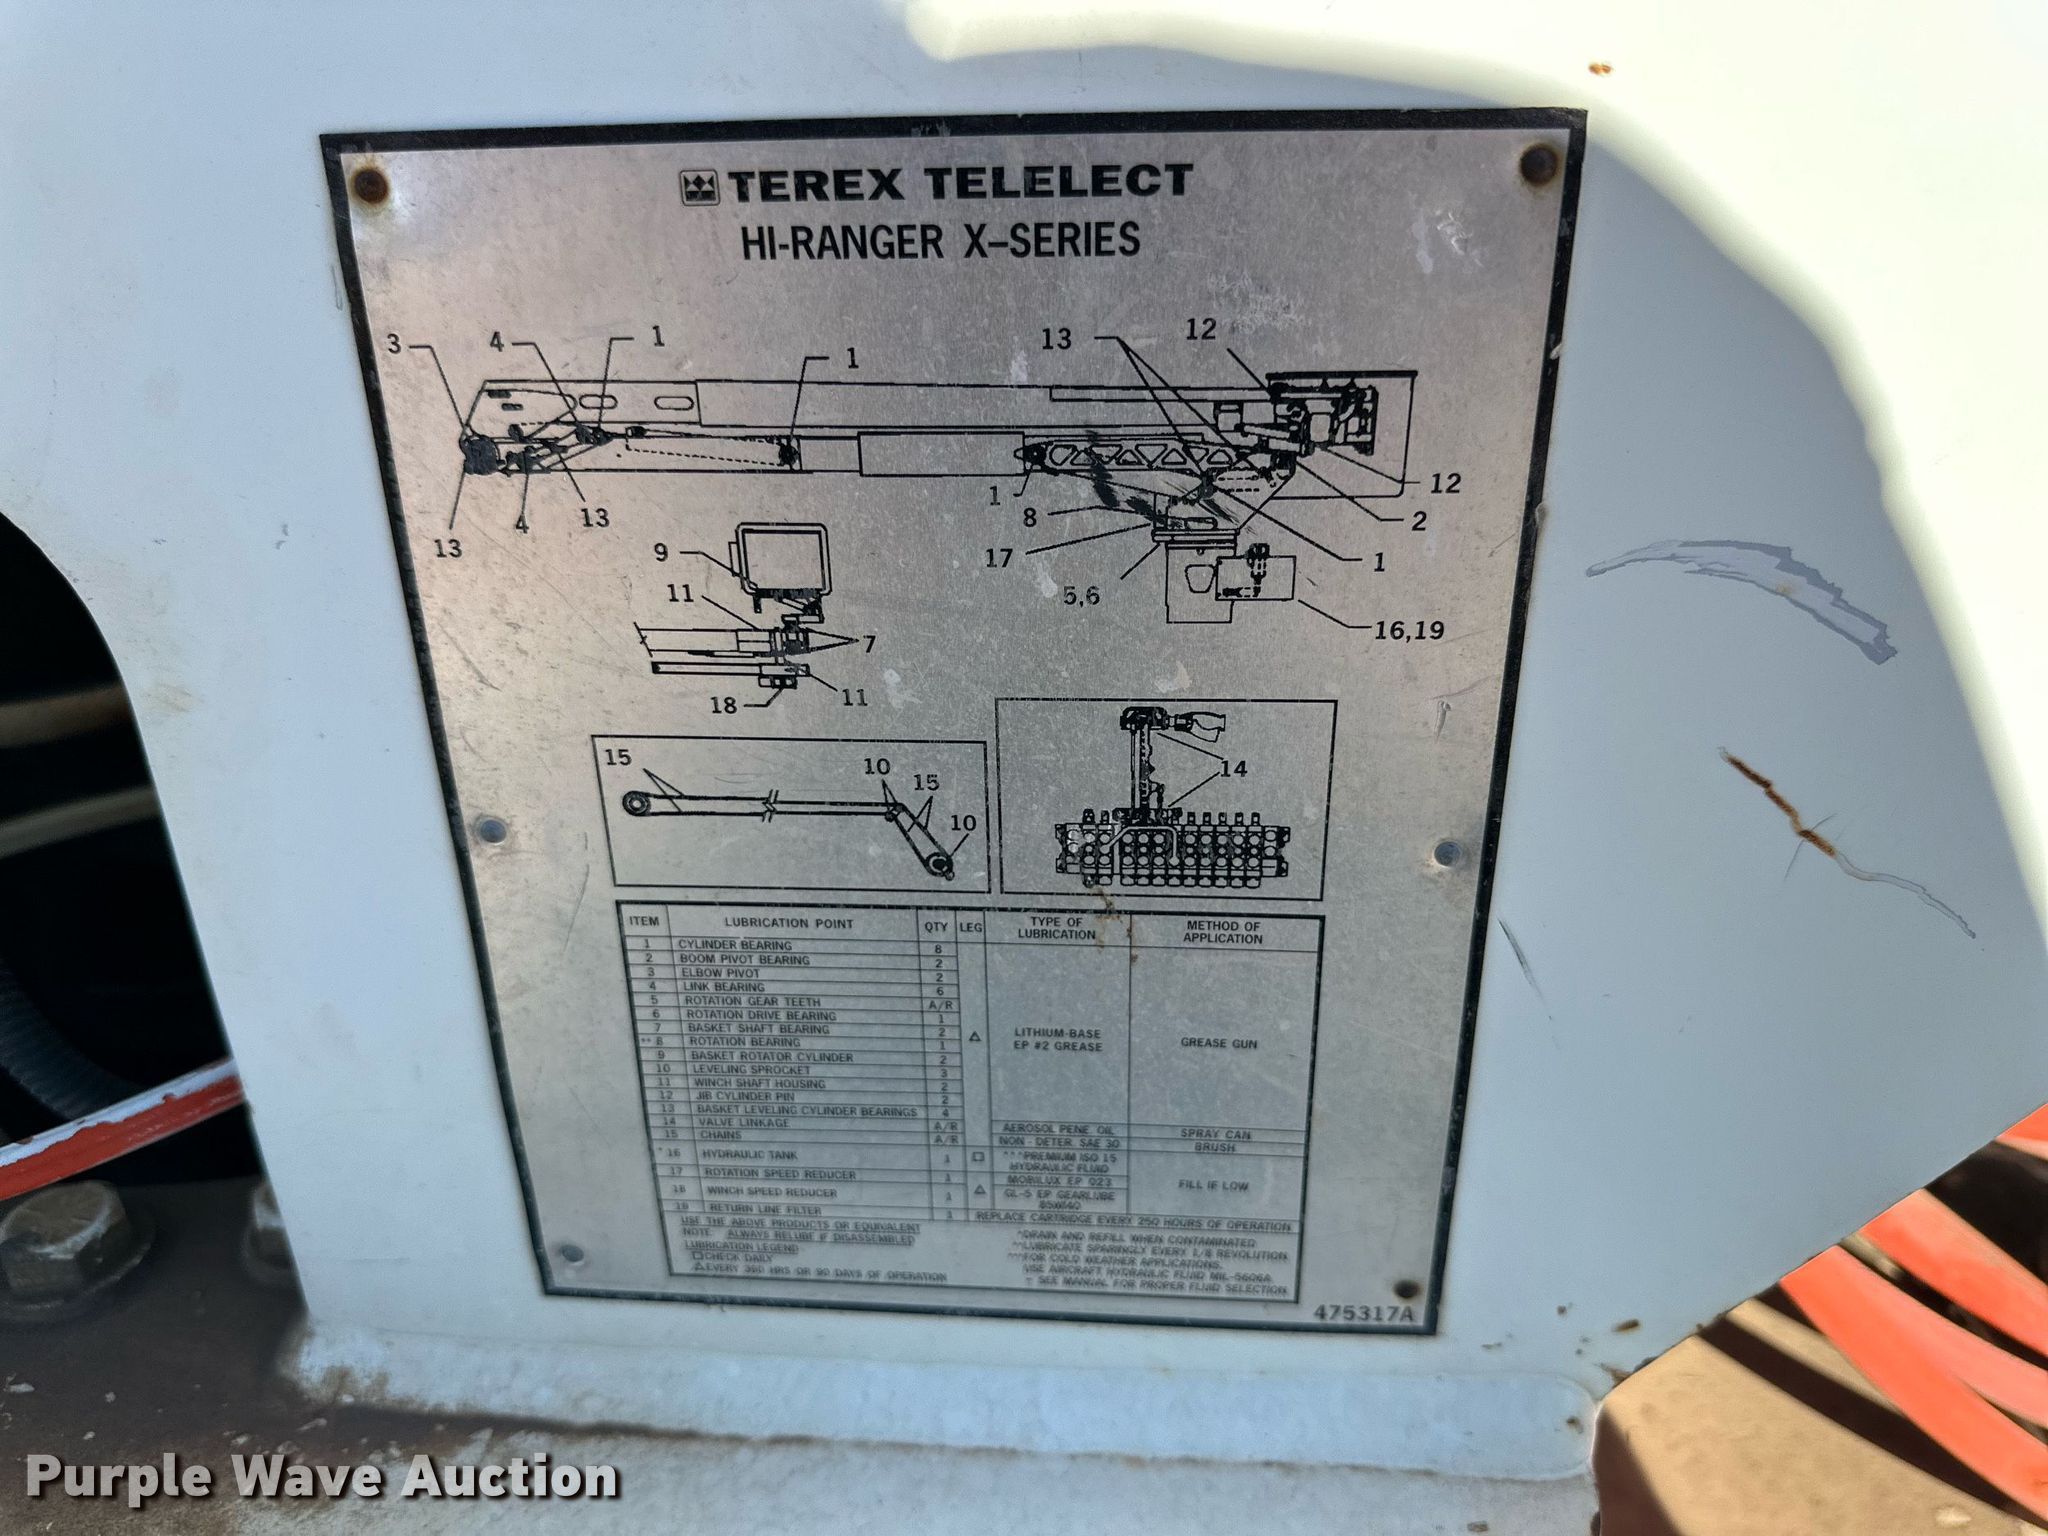 TEREX TELELECT
HI-RANGER X–SERIES
3
4
1
1
13
12
13
4
13
1
8
17
5,6
12
2
1
16,19
9
11
7
18
11
15
10
15
10
14
ITEM LUBRICATION POINT QTY LEG TYPE OF LUBRICATION METHOD OF APPLICATION
1 CYLINDER BEARING 8
2 BOOM PIVOT BEARING 2
3 ELBOW PIVOT 2
4 LINK BEARING 6
5 ROTATION GEAR TEETH A/R
6 ROTATION DRIVE BEARING 1
7 BASKET SHAFT BEARING 2
** 8 ROTATION BEARING 1 △ LITHIUM-BASE EP #2 GREASE GREASE GUN
9 BASKET ROTATOR CYLINDER 2
10 LEVELING SPROCKET 3
11 WINCH SHAFT HOUSING 2
12 JIB CYLINDER PIN 2
13 BASKET LEVELING CYLINDER BEARINGS 4
14 VALVE LINKAGE A/R AEROSOL PENE. OIL SPRAY CAN
15 CHAINS A/R NON - DETER. SAE 30 BRUSH
* 16 HYDRAULIC TANK 1 □ ***PREMIUM ISO 15 HYDRAULIC FLUID
17 ROTATION SPEED REDUCER 1 MOBILUX EP 023 FILL IF LOW
18 WINCH SPEED REDUCER 1 △ GL-5 EP GEARLUBE
19 RETURN LINE FILTER 1 REPLACE CARTRIDGE EVERY 250 HOURS OF OPERATION
USE THE ABOVE PRODUCTS OR EQUIVALENT
NOTE: ALWAYS RELUBE IF DISASSEMBLED
LUBRICATION LEGEND
□ CHECK DAILY
△ EVERY 360 HRS OR 90 DAYS OF OPERATION
*DRAIN AND REFILL WHEN CONTAMINATED
**LUBRICATE SPARINGLY EVERY 1/8 REVOLUTION
***FOR COLD WEATHER APPLICATIONS,
USE AIRCRAFT HYDRAULIC FLUID MIL-5606A
SEE MANUAL FOR PROPER FLUID SELECTION
475317A
Purple Wave Auction